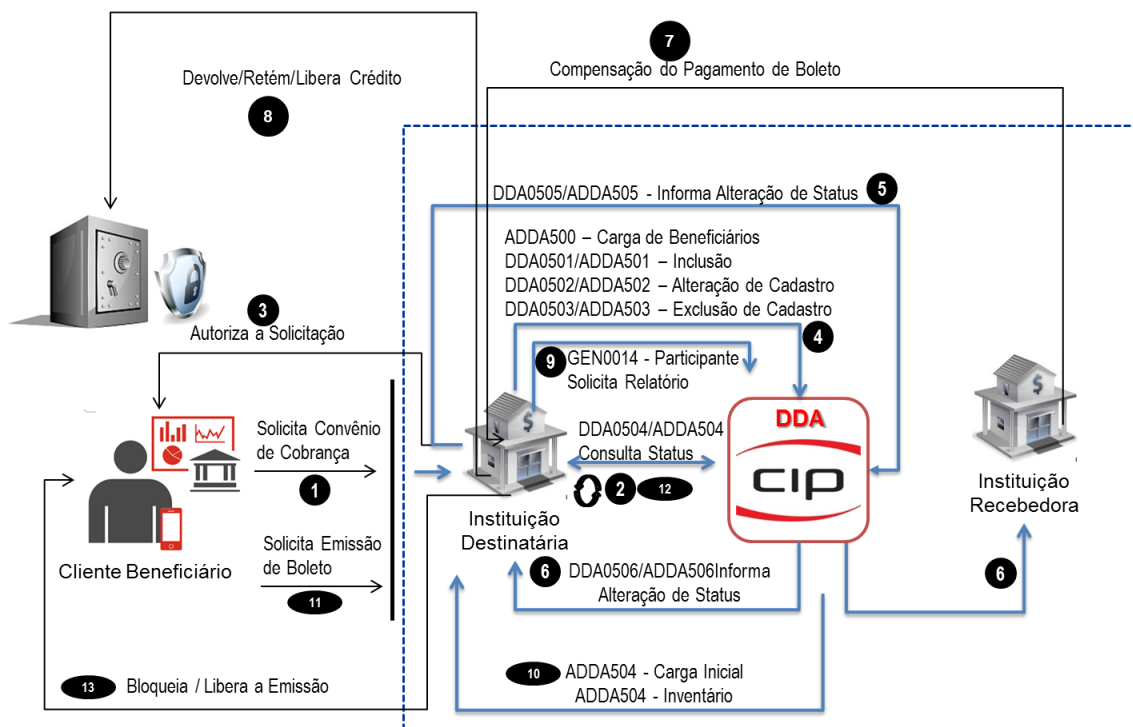 7
Compensação do Pagamento de Boleto
Devolve/Retém/Libera Crédito
8
DDA0505/ADDA505 - Informa Alteração de Status
5
ADDA500 – Carga de Beneficiários
DDA0501/ADDA501 – Inclusão
DDA0502/ADDA502 – Alteração de Cadastro
DDA0503/ADDA503 – Exclusão de Cadastro
3
Autoriza a Solicitação
4
9
GEN0014 - Participante
Solicita Relatório
DDA
CIP
DDA0504/ADDA504
Consulta Status
2
12
Solicita Convênio
de Cobrança
1
Instituição
Destinatária
Instituição
Recebedora
Solicita Emissão
de Boleto
11
Cliente Beneficiário
6
DDA0506/ADDA506Informa
Alteração de Status
6
10
ADDA504 – Carga Inicial
ADDA504 - Inventário
13
Bloqueia / Libera a Emissão